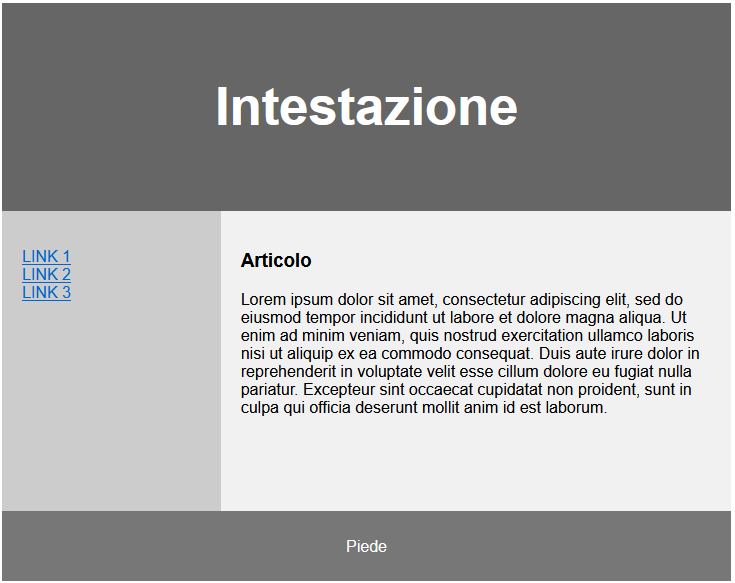 Intestazione
LINK 1
LINK 2
LINK 3
Articolo
Lorem ipsum dolor sit amet, consectetur adipiscing elit, sed do
eiusmod tempor incididunt ut labore et dolore magna aliqua. Ut
enim ad minim veniam, quis nostrud exercitation ullamco laboris
nisi ut aliquip ex ea commodo consequat. Duis aute irure dolor in
reprehenderit in voluptate velit esse cillum dolore eu fugiat nulla
pariatur. Excepteur sint occaecat cupidatat non proident, sunt in
culpa qui officia deserunt mollit anim id est laborum.
Piede